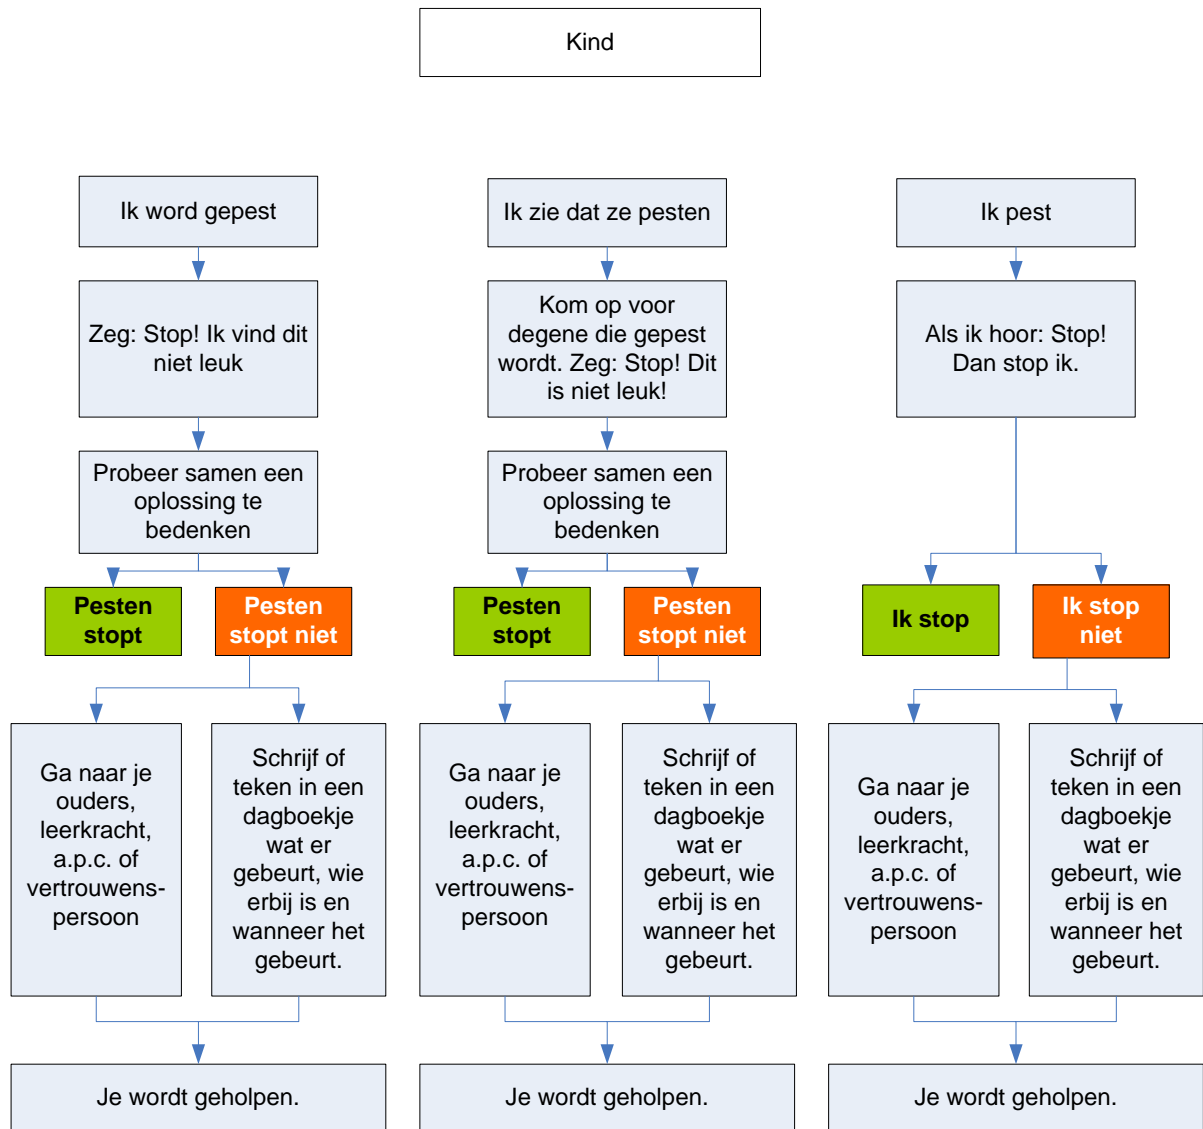 Kind
Ik word gepest
Zeg: Stop! Ik vind dit
niet leuk
Probeer samen een
oplossing te
bedenken
Pesten
stopt
Pesten
stopt niet
Ga naar je
ouders,
leerkracht,
a.p.c. of
vertrouwens-
persoon
Schrijf of
teken in een
dagboekje
wat er
gebeurt, wie
erbij is en
wanneer het
gebeurt.
Je wordt geholpen.
Ik zie dat ze pesten
Kom op voor
degene die gepest
wordt. Zeg: Stop! Dit
is niet leuk!
Probeer samen een
oplossing te
bedenken
Pesten
stopt
Pesten
stopt niet
Ga naar je
ouders,
leerkracht,
a.p.c. of
vertrouwens-
persoon
Schrijf of
teken in een
dagboekje
wat er
gebeurt, wie
erbij is en
wanneer het
gebeurt.
Je wordt geholpen.
Ik pest
Als ik hoor: Stop!
Dan stop ik.
Ik stop
Ik stop
niet
Ga naar je
ouders,
leerkracht,
a.p.c. of
vertrouwens-
persoon
Schrijf of
teken in een
dagboekje
wat er
gebeurt, wie
erbij is en
wanneer het
gebeurt.
Je wordt geholpen.